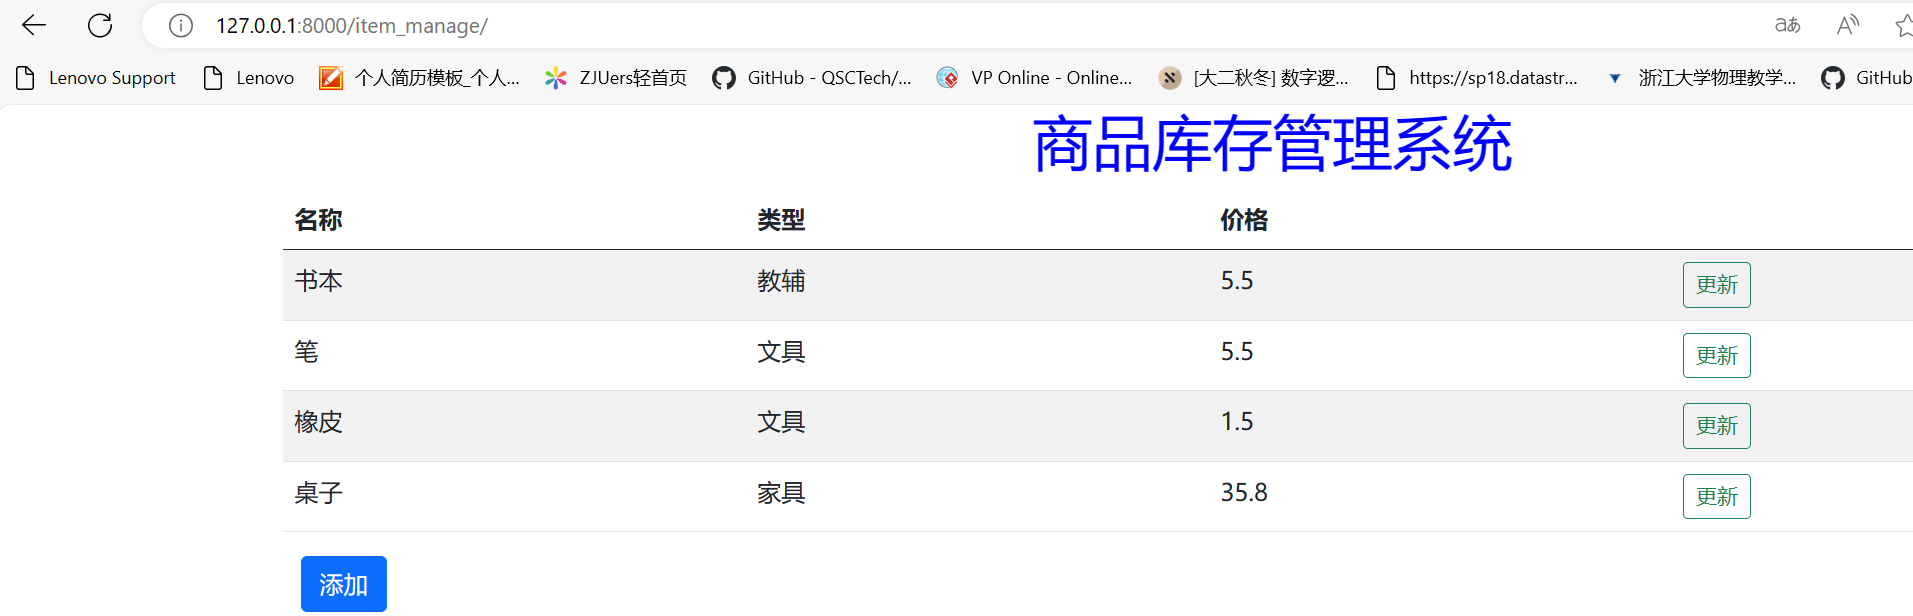 127.0.0.1:8000/item_manage/
Lenovo Support Lenovo 个人简历模板_个人... ZJUers轻首页 GitHub - QSCTech/... VP Online - Online... [大二秋冬] 数字逻... https://sp18.datastr... 浙江大学物理教学... GitHub
商品库存管理系统
名称 类型 价格
书本 教辅 5.5 更新
笔 文具 5.5 更新
橡皮 文具 1.5 更新
桌子 家具 35.8 更新
添加